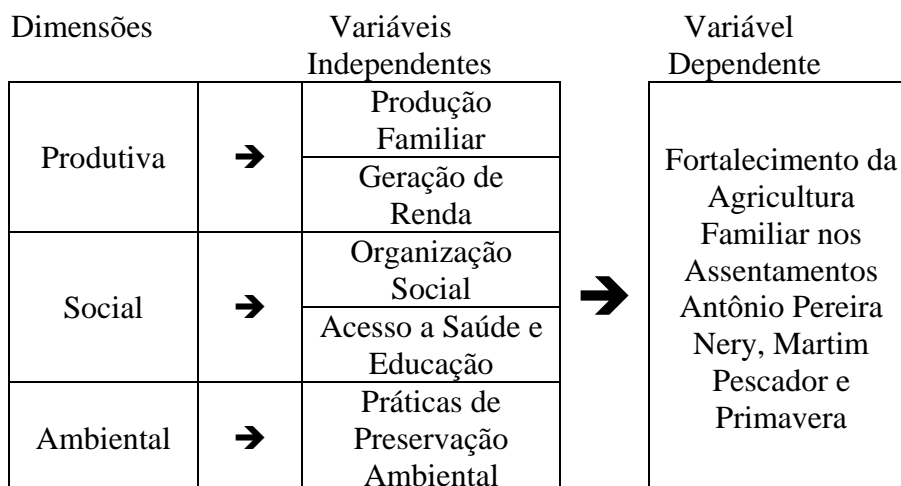 Dimensões
Variáveis
Independentes
Variável
Dependente
Produtiva
➔
Produção
Familiar
Geração de
Renda
Social
➔
Organização
Social
Acesso a Saúde e
Educação
Ambiental
➔
Práticas de
Preservação
Ambiental
➔
Fortalecimento da
Agricultura
Familiar nos
Assentamentos
Antônio Pereira
Nery, Martim
Pescador e
Primavera